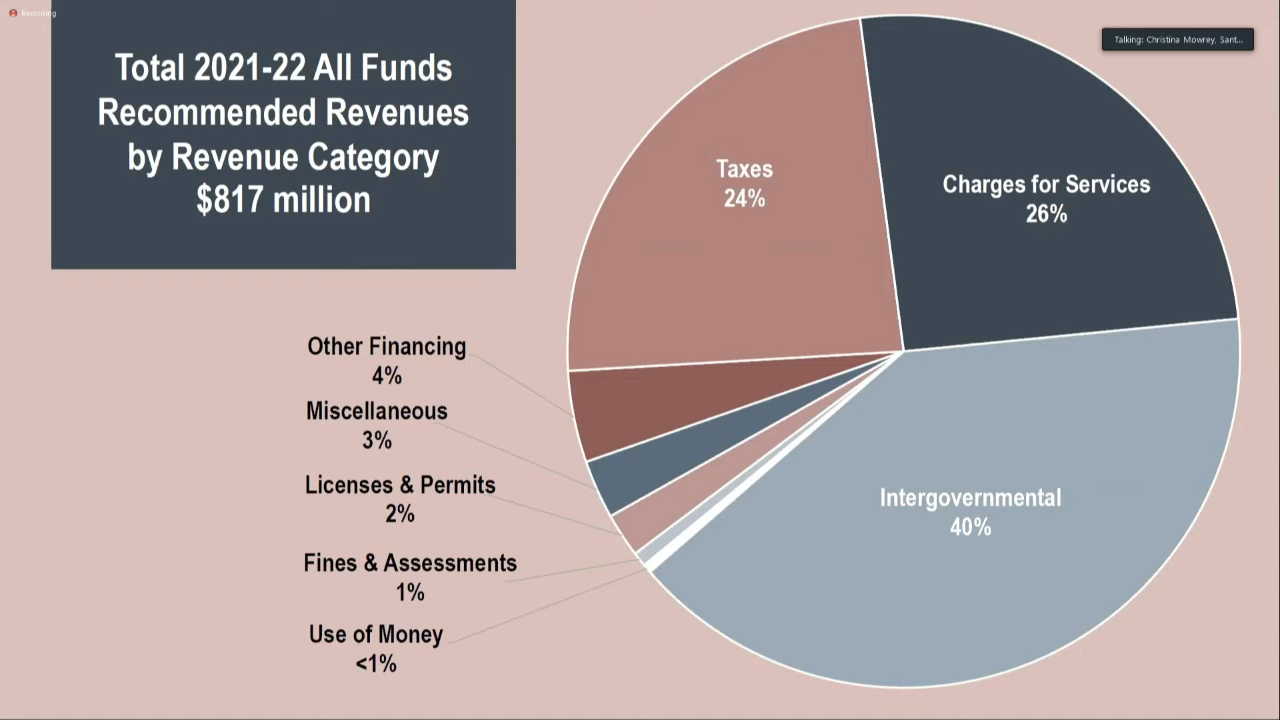 Recording
Talking: Christina Mowrey, Sant...
Total 2021-22 All Funds
Recommended Revenues
by Revenue Category
$817 million
Taxes
24%
Charges for Services
26%
Other Financing
4%
Miscellaneous
3%
Licenses & Permits
2%
Intergovernmental
40%
Fines & Assessments
1%
Use of Money
<1%